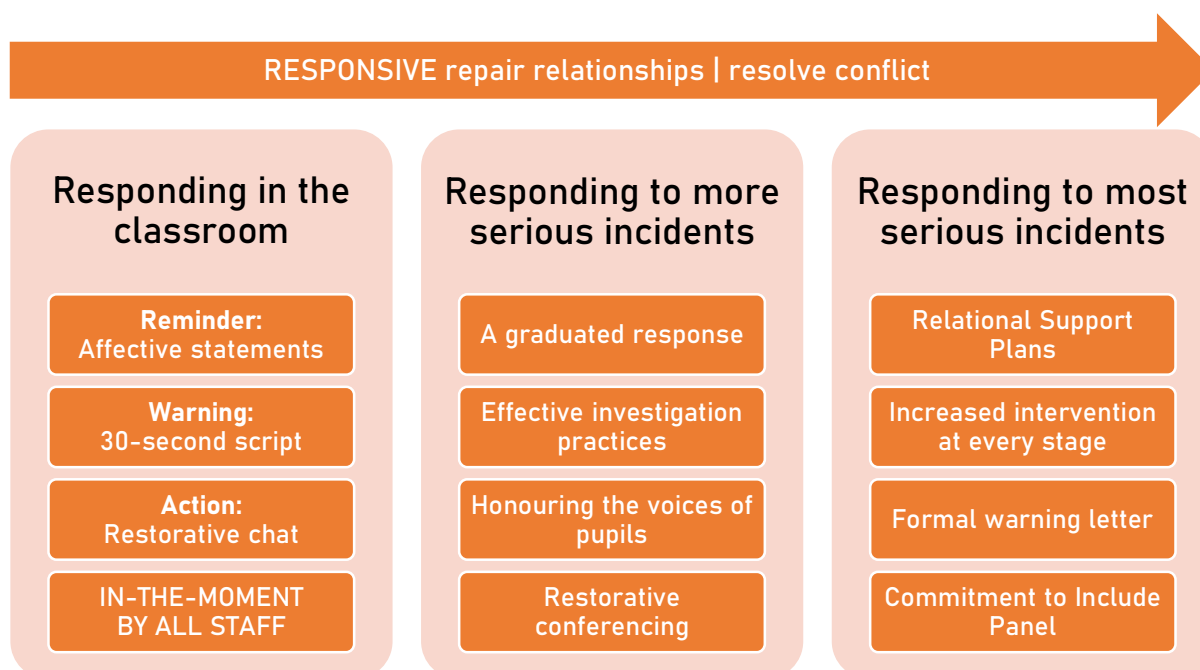 RESPONSIVE repair relationships | resolve conflict
Responding in the
classroom
Reminder:
Affective statements
Warning:
30-second script
Action:
Restorative chat
IN-THE-MOMENT
BY ALL STAFF
Responding to more
serious incidents
A graduated response
Effective investigation
practices
Honouring the voices of
pupils
Restorative
conferencing
Responding to most
serious incidents
Relational Support
Plans
Increased intervention
at every stage
Formal warning letter
Commitment to Include
Panel